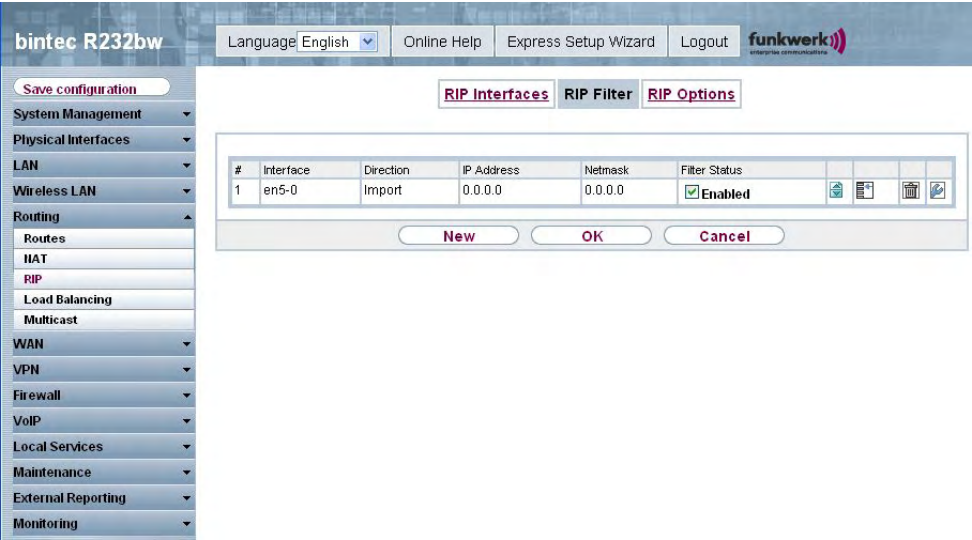 bintec R232bw
Language English Online Help Express Setup Wizard Logout funkwerk
enterprise communications
Save configuration
System Management
Physical Interfaces
LAN
Wireless LAN
Routing
Routes
NAT
RIP
Load Balancing
Multicast
WAN
VPN
Firewall
VoIP
Local Services
Maintenance
External Reporting
Monitoring
RIP Interfaces RIP Filter RIP Options
# Interface Direction IP Address Netmask Filter Status
1 en5-0 Import 0.0.0.0 0.0.0.0 Enabled
New OK Cancel